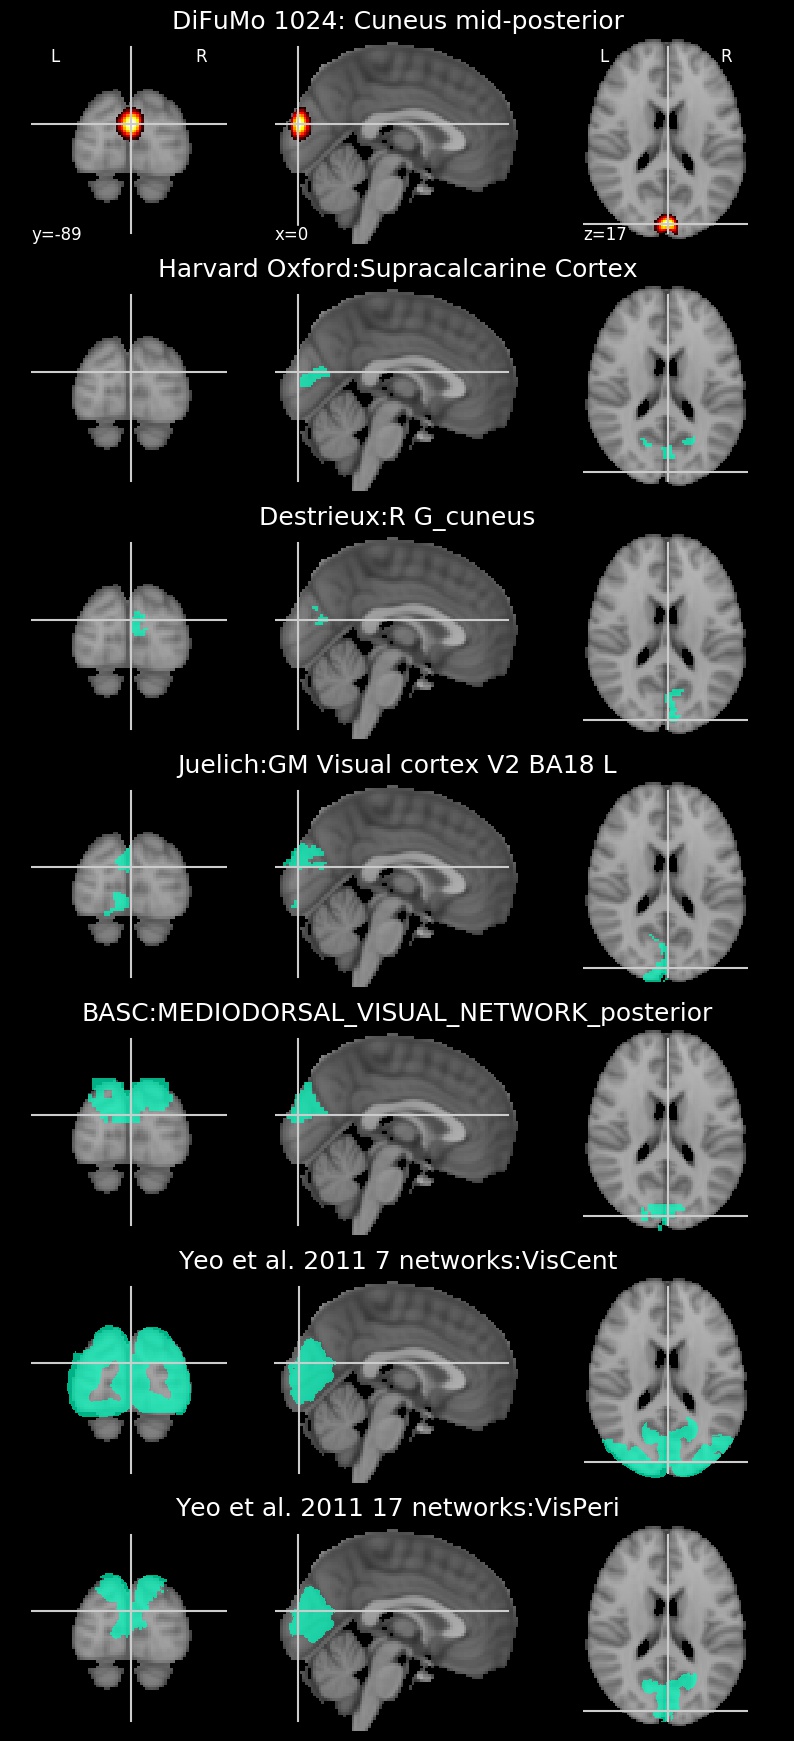 DiFuMo 1024: Cuneus mid-posterior
L R L R
y=-89 x=0 z=17
Harvard Oxford:Supracalcarine Cortex
Destrieux:R G_cuneus
Juelich:GM Visual cortex V2 BA18 L
BASC:MEDIODORSAL_VISUAL_NETWORK_posterior
Yeo et al. 2011 7 networks:VisCent
Yeo et al. 2011 17 networks:VisPeri